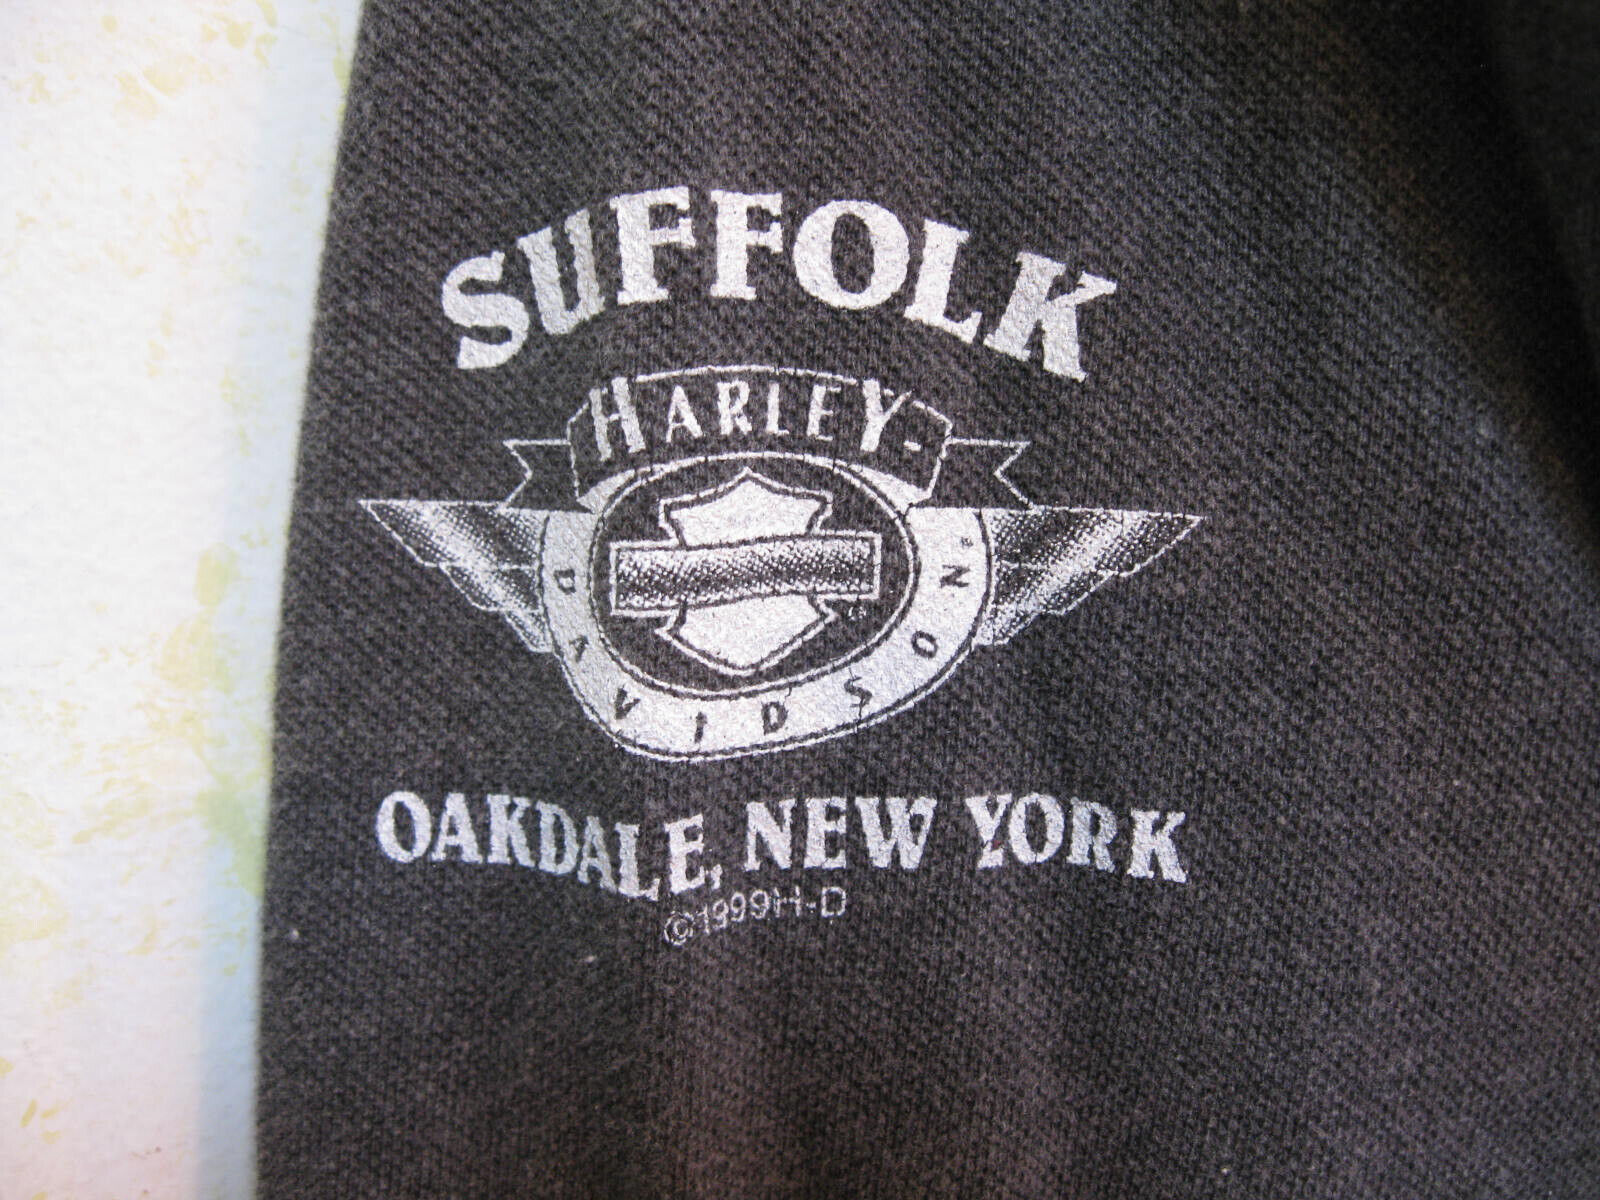 SUFFOLK
HARLEY-
DAVIDSON
OAKDALE, NEW YORK
©1999H-D